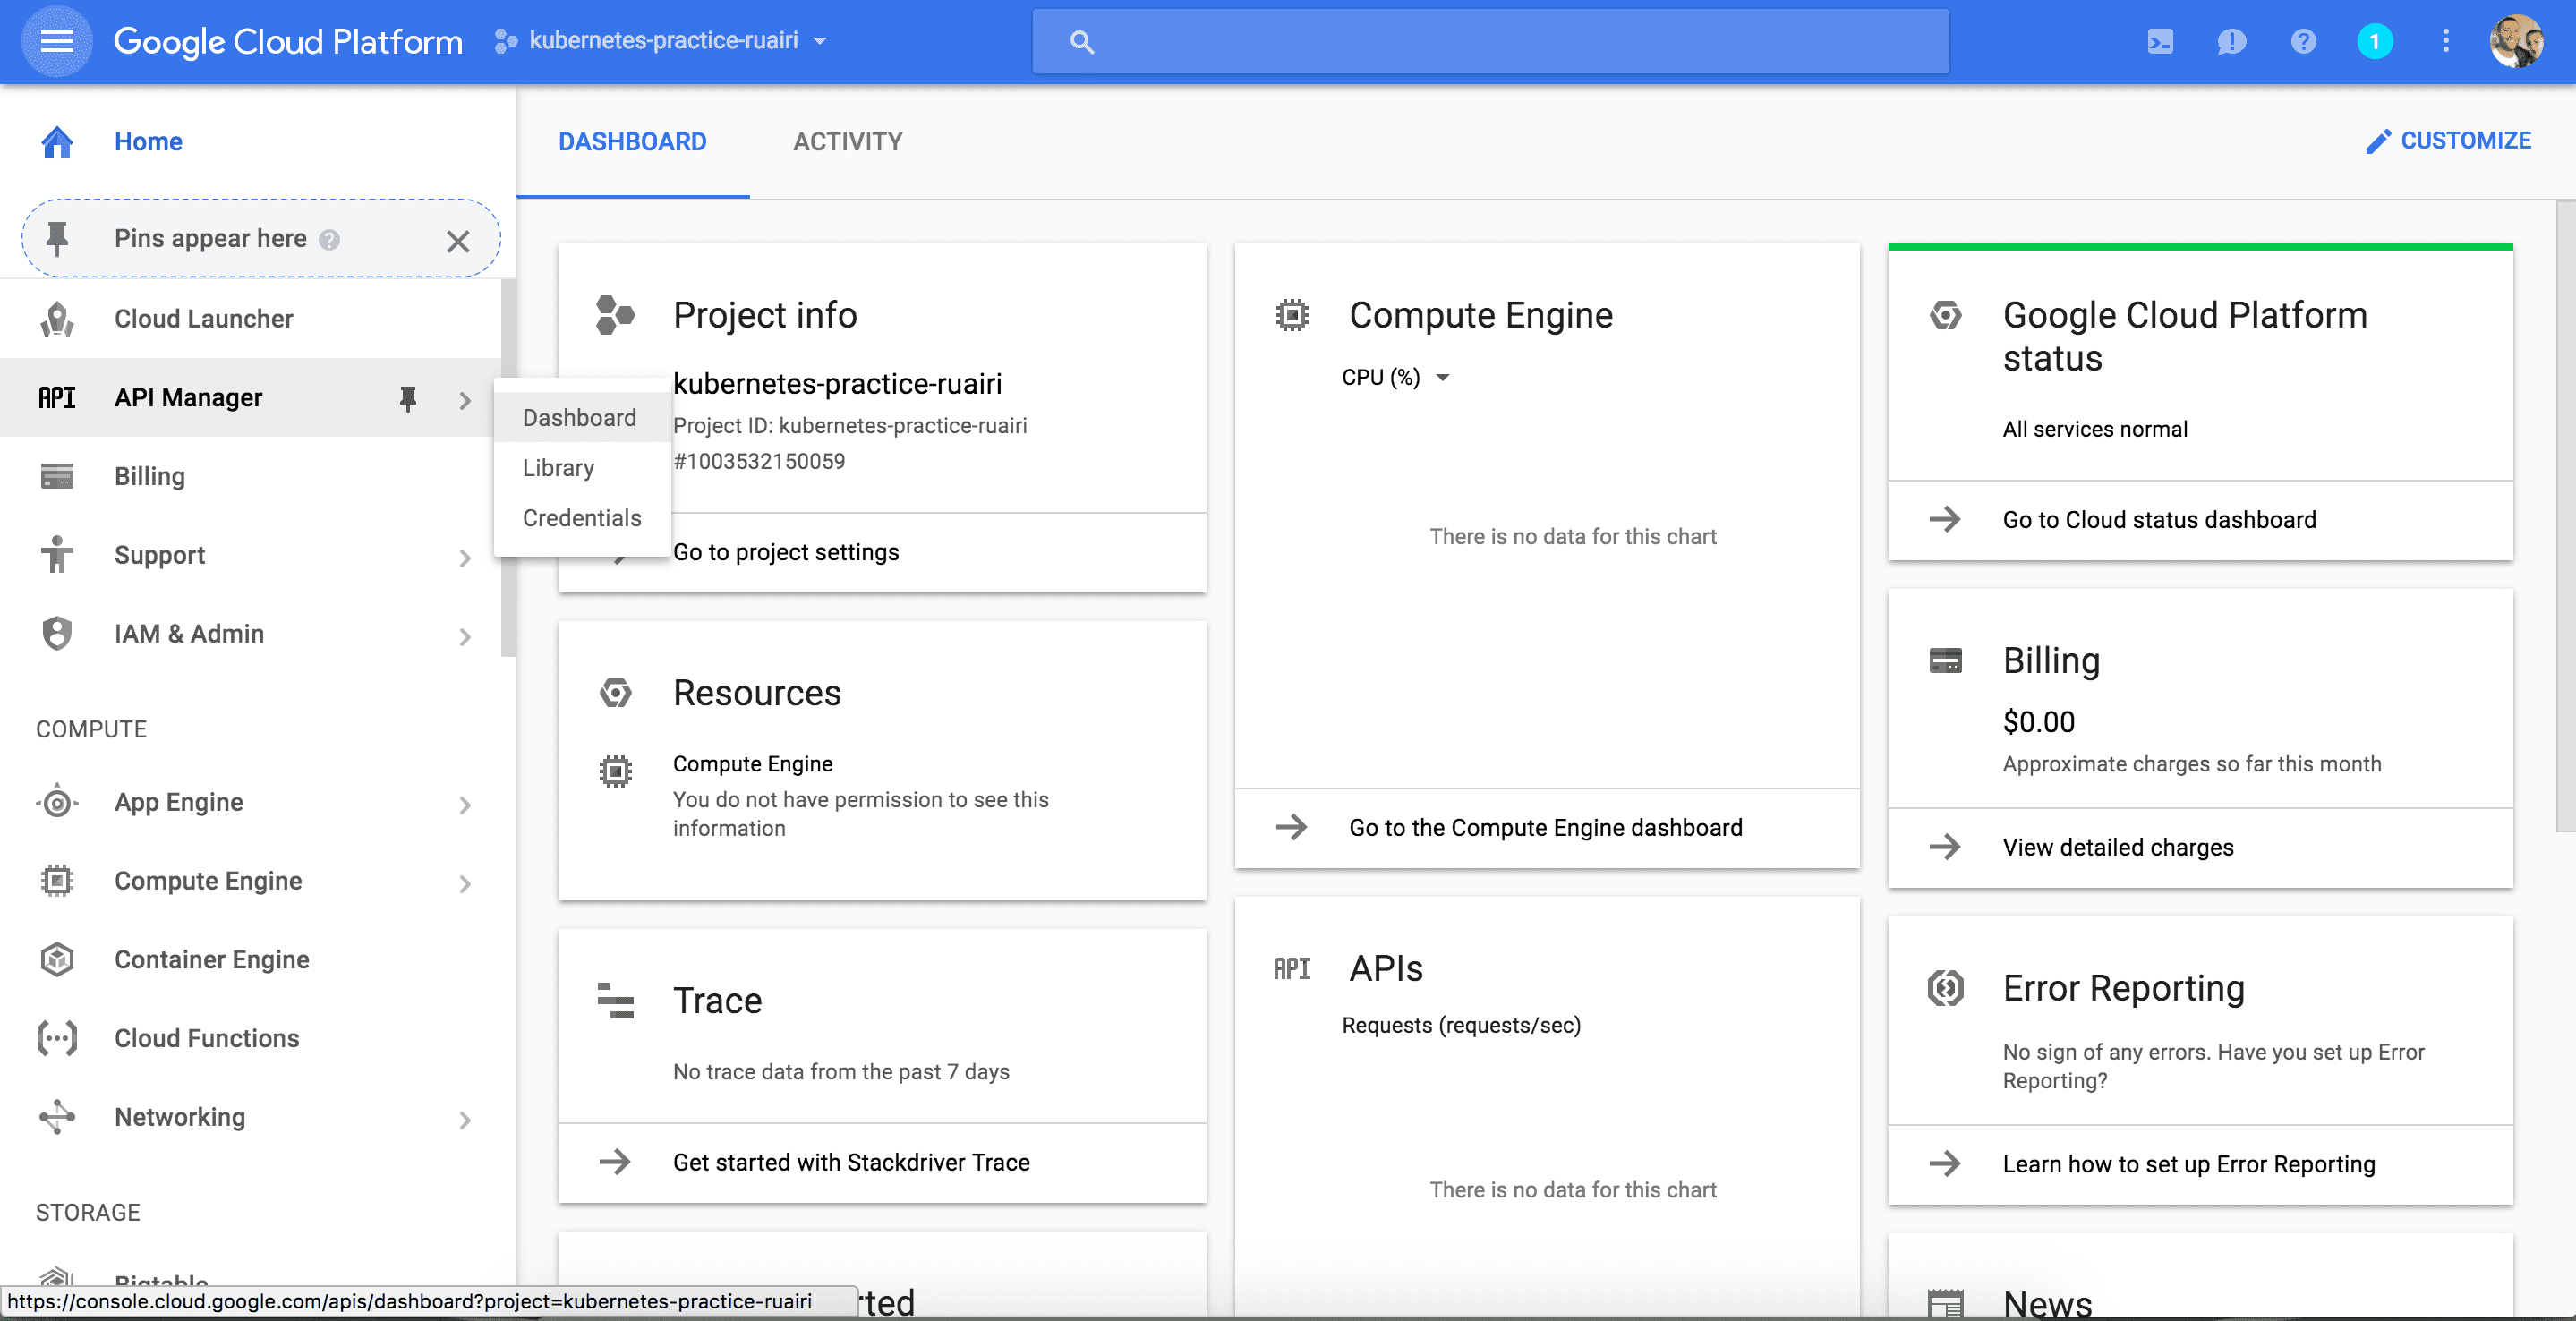 Google Cloud Platform
kubernetes-practice-ruairi
1
Home
Pins appear here
Cloud Launcher
API API Manager
Billing
Support
IAM & Admin
COMPUTE
App Engine
Compute Engine
Container Engine
Cloud Functions
Networking
STORAGE
Bigtable
https://console.cloud.google.com/apis/dashboard?project=kubernetes-practice-ruairi
Dashboard
Library
Credentials
DASHBOARD
ACTIVITY
CUSTOMIZE
Project info
kubernetes-practice-ruairi
Project ID: kubernetes-practice-ruairi
#1003532150059
Go to project settings
Resources
Compute Engine
You do not have permission to see this
information
Trace
No trace data from the past 7 days
Get started with Stackdriver Trace
Compute Engine
CPU (%)
There is no data for this chart
Go to the Compute Engine dashboard
API APIs
Requests (requests/sec)
There is no data for this chart
Google Cloud Platform
status
All services normal
Go to Cloud status dashboard
Billing
$0.00
Approximate charges so far this month
View detailed charges
Error Reporting
No sign of any errors. Have you set up Error
Reporting?
Learn how to set up Error Reporting
News